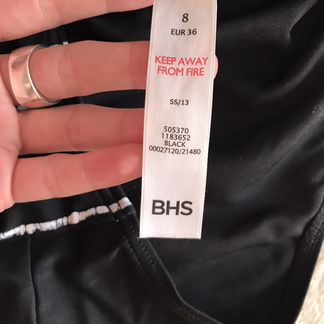 8
EUR 36
KEEP AWAY
FROM FIRE
SS/13
505370
1183652
BLACK
00027120/21480
BHS